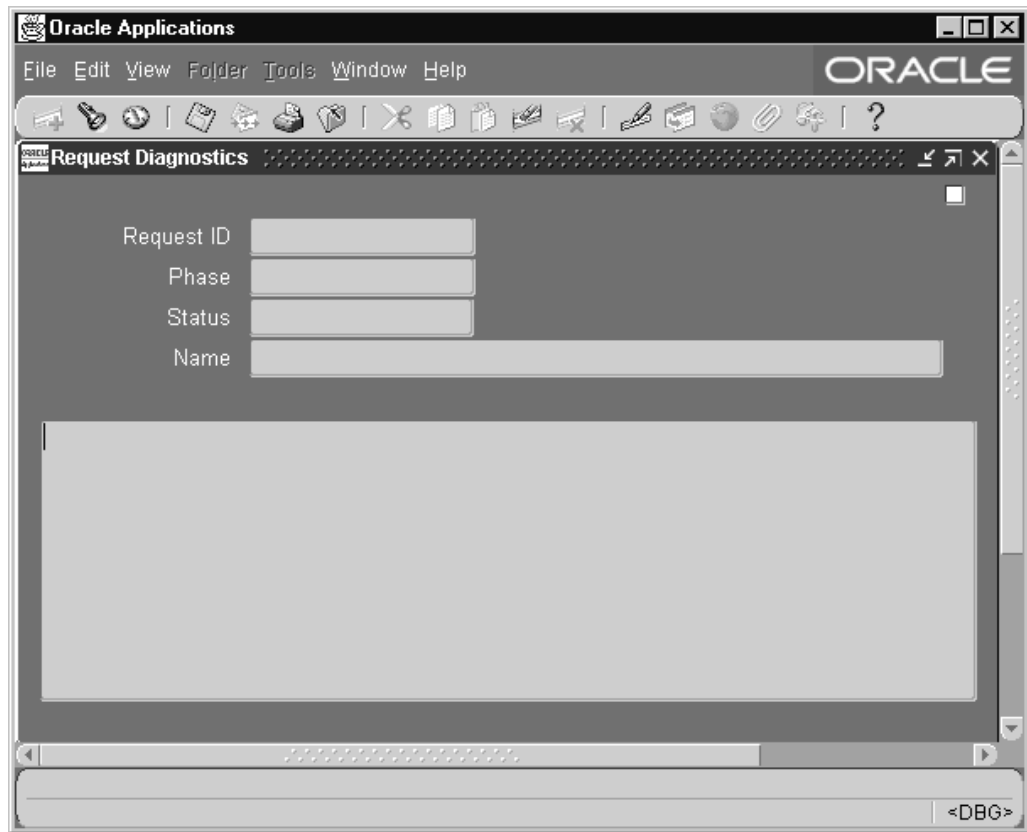 Oracle Applications
File Edit View Folder Tools Window Help
ORACLE
?
Request Diagnostics
Request ID
Phase
Status
Name
<DBG>